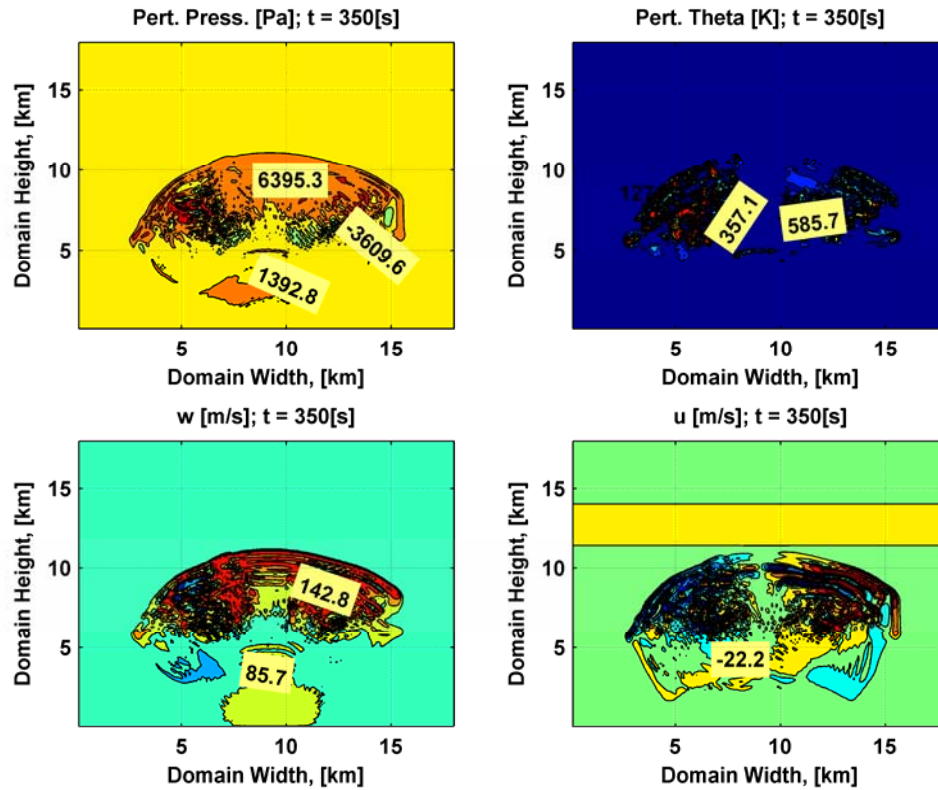 Pert. Press. [Pa]; t = 350[s]
Domain Height, [km]
15
10
5
6395.3
-3609.6
1392.8
5 10 15
Domain Width, [km]
Pert. Theta [K]; t = 350[s]
Domain Height, [km]
15
10
5
127
357.1
585.7
5 10 15
Domain Width, [km]
w [m/s]; t = 350[s]
Domain Height, [km]
15
10
5
142.8
85.7
5 10 15
Domain Width, [km]
u [m/s]; t = 350[s]
Domain Height, [km]
15
10
5
-22.2
5 10 15
Domain Width, [km]